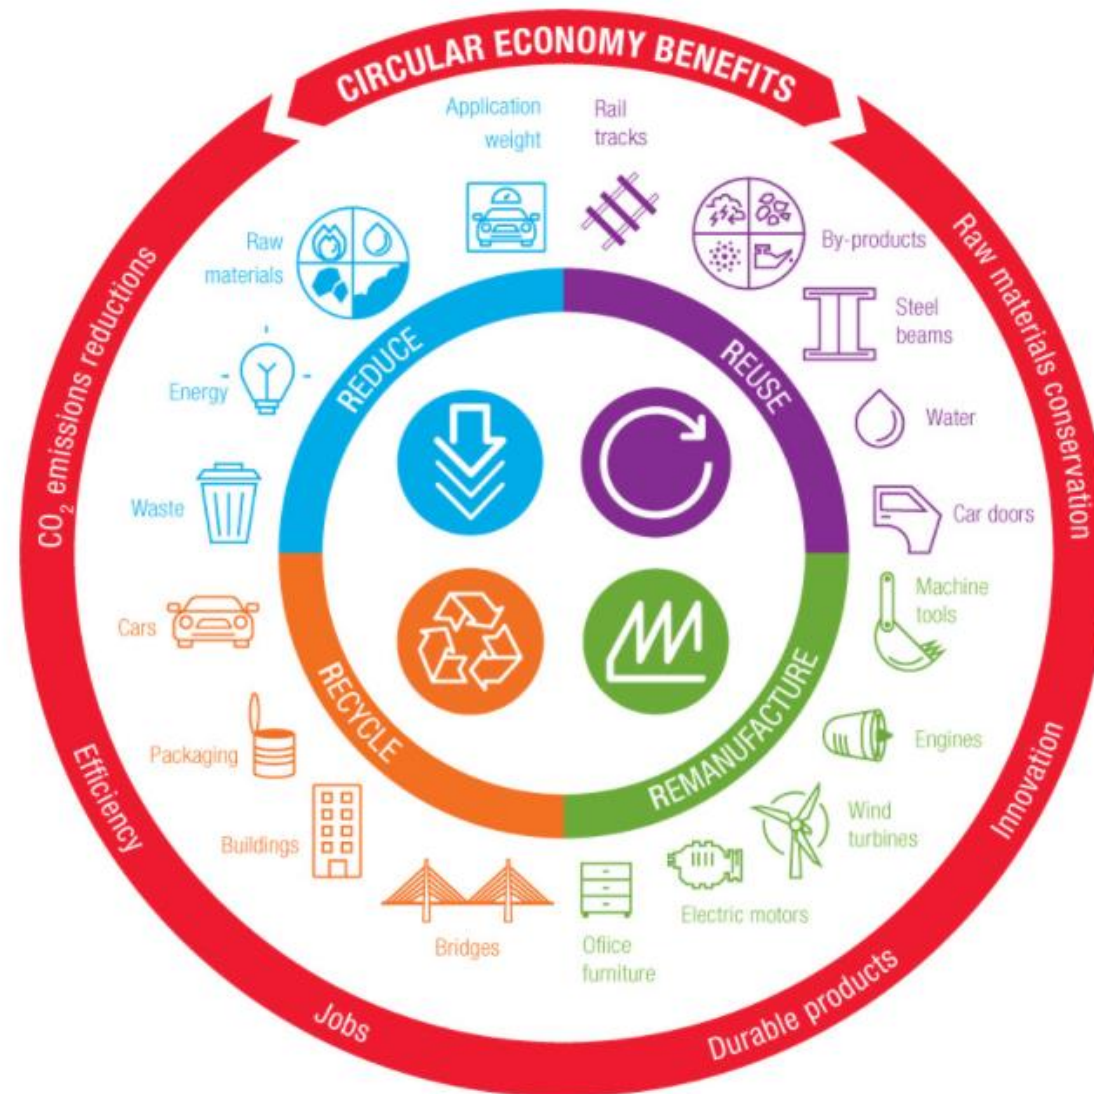 CIRCULAR ECONOMY BENEFITS
Application
weight
Rail
tracks
Raw
materials
By-products
Steel
beams
Energy
Water
Waste
Car doors
Cars
Machine
tools
Packaging
Engines
Buildings
Wind
turbines
Bridges
Electric motors
Ofiice
furniture
REDUCE
REUSE
RECYCLE
REMANUFACTURE
CO₂ emissions reductions
Raw materials conservation
Efficiency
Innovation
Jobs
Durable products